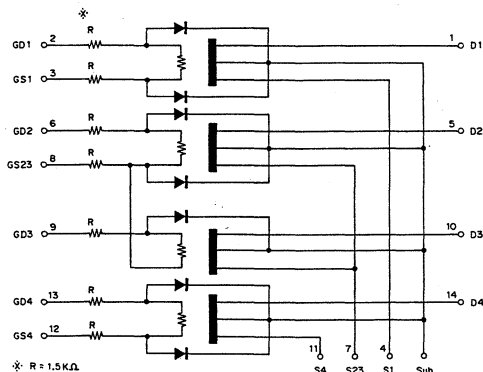 ※
R
GD1 2
1 D1
R
GS1 3
R
GD2 6
5 D2
R
GS23 8
R
GD3 9
10 D3
R
GD4 13
14 D4
R
GS4 12
11 7 4
S4 S23 S1 Sub
※ R = 1.5KΩ